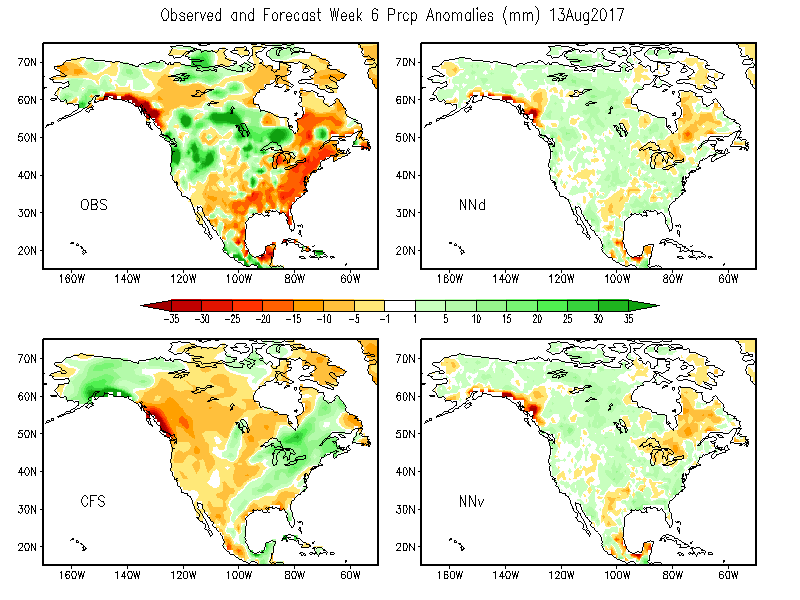 Observed and Forecast Week 6 Prcp Anomalies (mm) 13Aug2017
70N 70N
60N 60N
50N 50N
40N 40N
OBS NNd
30N 30N
20N 20N
160W 140W 120W 100W 80W 60W 160W 140W 120W 100W 80W 60W
-35 -30 -25 -20 -15 -10 -5 -1 1 5 10 15 20 25 30 35
70N 70N
60N 60N
50N 50N
40N 40N
CFS NNv
30N 30N
20N 20N
160W 140W 120W 100W 80W 60W 160W 140W 120W 100W 80W 60W